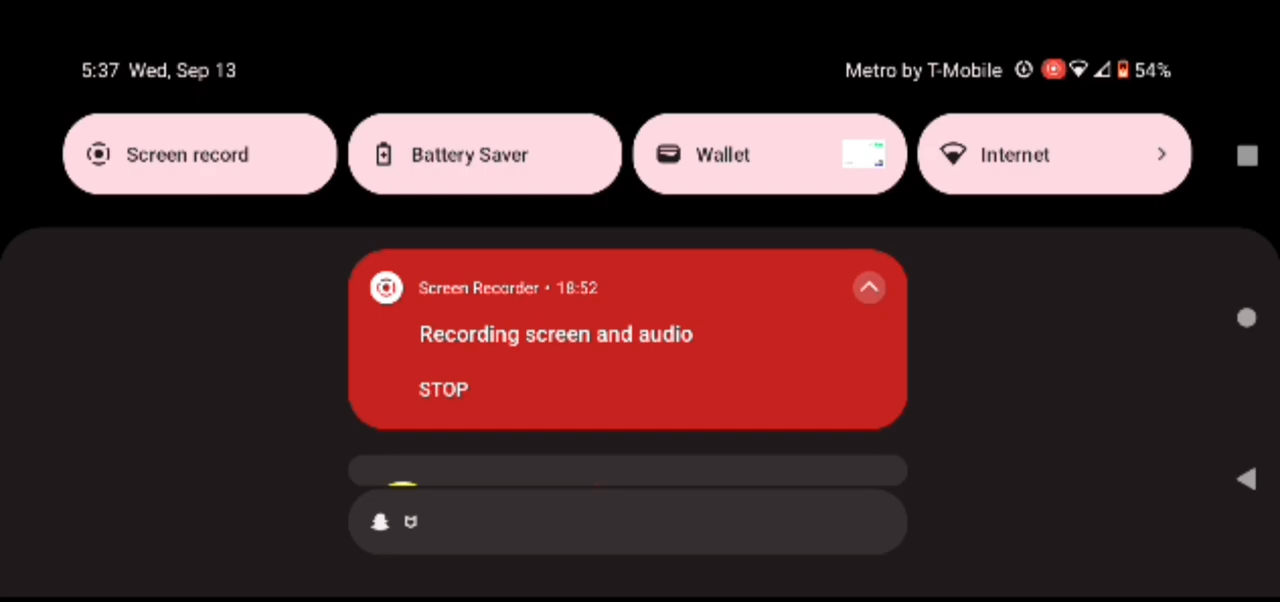 5:37 Wed, Sep 13
Metro by T-Mobile 54%
Screen record
Battery Saver
Wallet
Internet
Screen Recorder • 18:52
Recording screen and audio
STOP